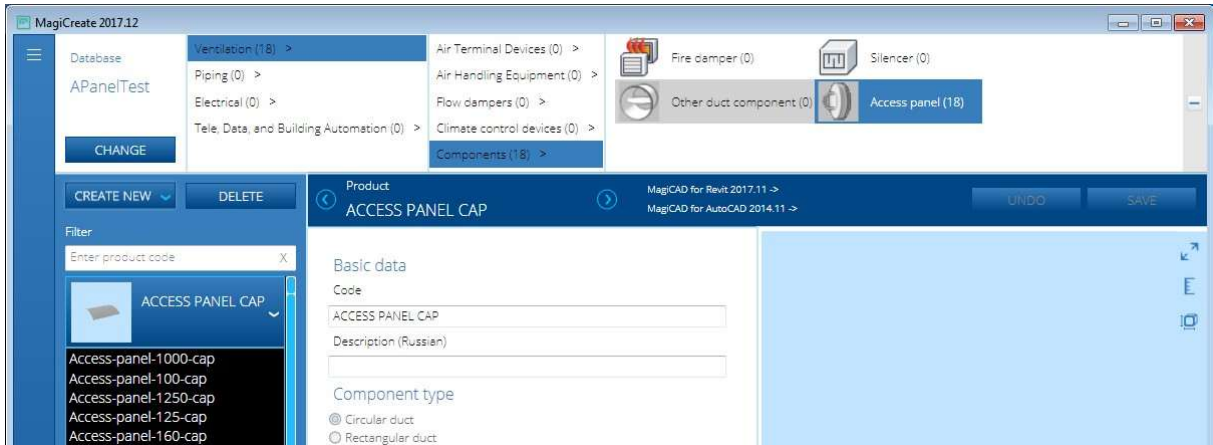 MagiCreate 2017.12
Database
APanelTest
CHANGE
Ventilation (18) >
Piping (0) >
Electrical (0) >
Tele, Data, and Building Automation (0) >
Air Terminal Devices (0) >
Air Handling Equipment (0) >
Flow dampers (0) >
Climate control devices (0) >
Components (18) >
Fire damper (0)
Silencer (0)
Other duct component (0)
Access panel (18)
CREATE NEW
DELETE
Filter
Enter product code X
ACCESS PANEL CAP
Access-panel-1000-cap
Access-panel-100-cap
Access-panel-1250-cap
Access-panel-125-cap
Access-panel-160-cap
Product
ACCESS PANEL CAP
MagiCAD for Revit 2017.11 ->
MagiCAD for AutoCAD 2014.11 ->
UNDO
SAVE
Basic data
Code
ACCESS PANEL CAP
Description (Russian)
Component type
Circular duct
Rectangular duct